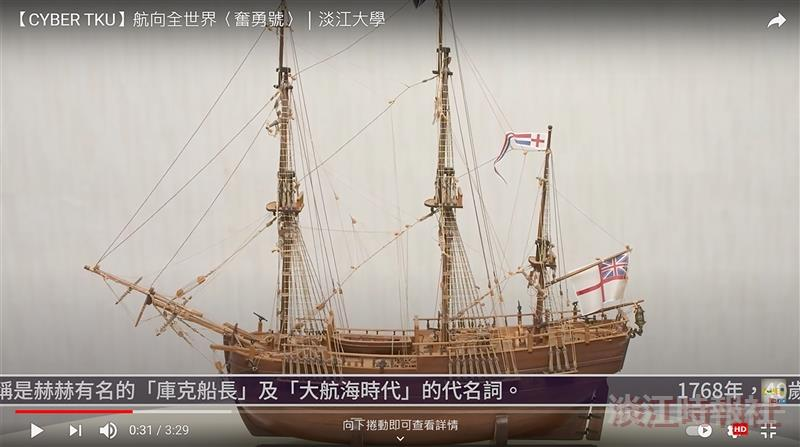 【CYBER TKU】航向全世界〈奮勇號〉｜淡江大學
稱是赫赫有名的「庫克船長」及「大航海時代」的代名詞。 1768年，40歲
淡江時報社
0:31 / 3:29
向下捲動即可查看詳情
HD